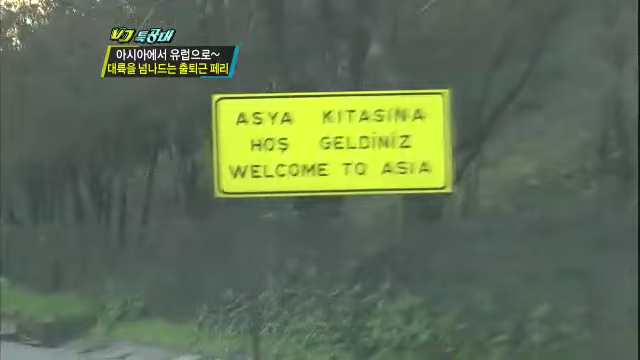 VJ 특공대
아시아에서 유럽으로~
대륙을 넘나드는 출퇴근 페리
ASYA KITASINA
HOŞ GELDİNİZ
WELCOME TO ASIA